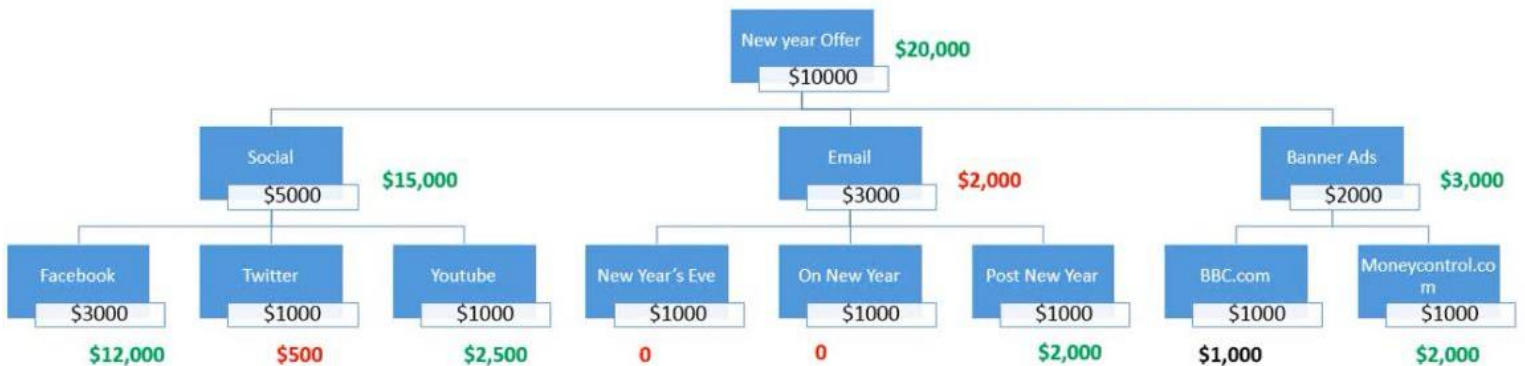 New year Offer
$20,000
$10000
Social
$15,000
$5000
Email
$2,000
$3000
Banner Ads
$3,000
$2000
Facebook
$3000
$12,000
Twitter
$1000
$500
Youtube
$1000
$2,500
New Year's Eve
$1000
0
On New Year
$1000
0
Post New Year
$1000
$2,000
BBC.com
$1000
$1,000
Moneycontrol.co
m
$1000
$2,000